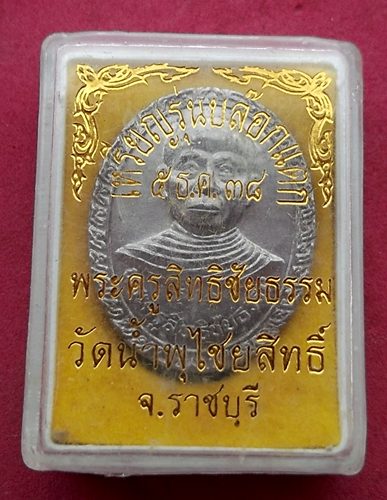 เหรียญรุ่นบล๊อกแตก
๕ ธ.ค. ๓๘
พระครูสิทธิชัยธรรม
วัดน้ำพุไชยสิทธิ์
จ.ราชบุรี